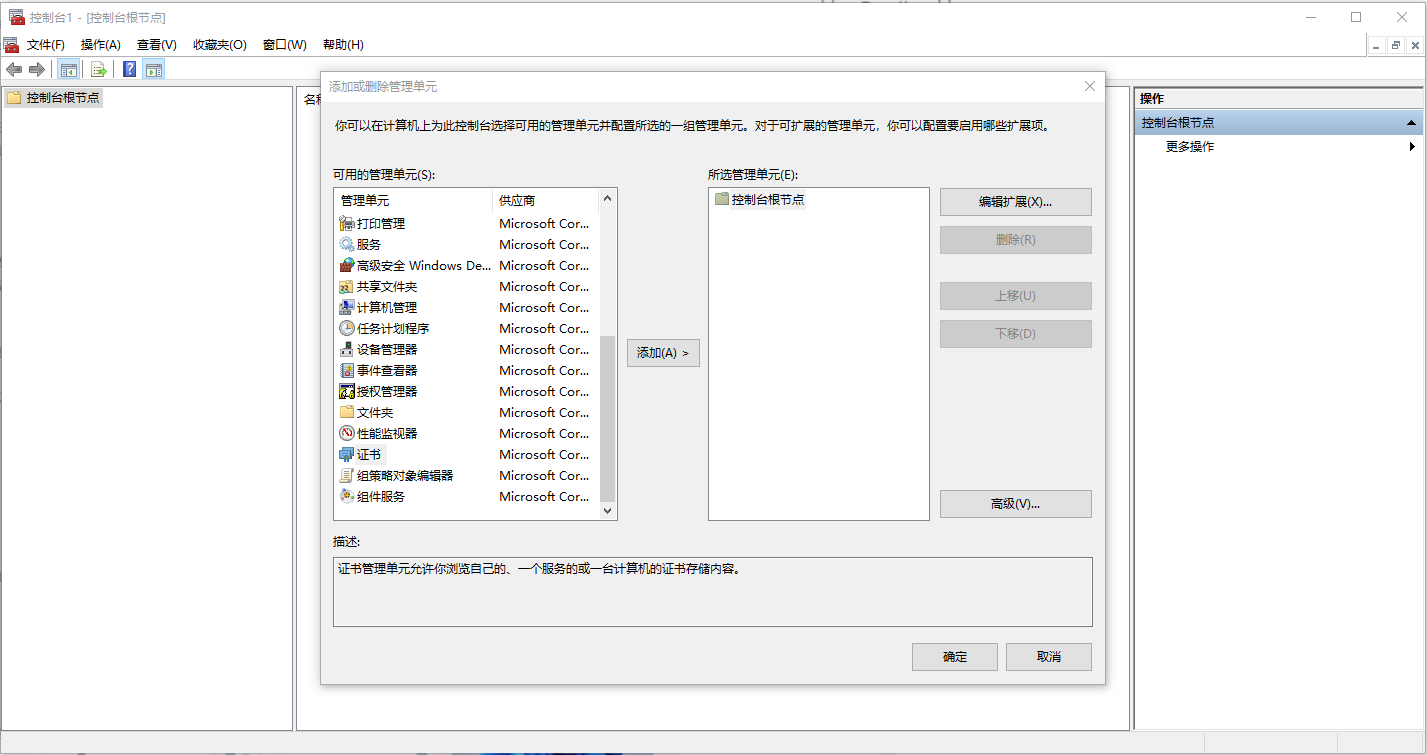 控制台1 - [控制台根节点]
文件(F) 操作(A) 查看(V) 收藏夹(O) 窗口(W) 帮助(H)
控制台根节点
添加或删除管理单元
你可以在计算机上为此控制台选择可用的管理单元并配置所选的一组管理单元。对于可扩展的管理单元，你可以配置要启用哪些扩展项。
可用的管理单元(S):
管理单元 供应商
打印管理 Microsoft Cor...
服务 Microsoft Cor...
高级安全 Windows De... Microsoft Cor...
共享文件夹 Microsoft Cor...
计算机管理 Microsoft Cor...
任务计划程序 Microsoft Cor...
设备管理器 Microsoft Cor...
事件查看器 Microsoft Cor...
授权管理器 Microsoft Cor...
文件夹 Microsoft Cor...
性能监视器 Microsoft Cor...
证书 Microsoft Cor...
组策略对象编辑器 Microsoft Cor...
组件服务 Microsoft Cor...
添加(A) >
所选管理单元(E):
控制台根节点
编辑扩展(X)...
删除(R)
上移(U)
下移(D)
高级(V)...
描述:
证书管理单元允许你浏览自己的、一个服务的或一台计算机的证书存储内容。
确定
取消
操作
控制台根节点
更多操作